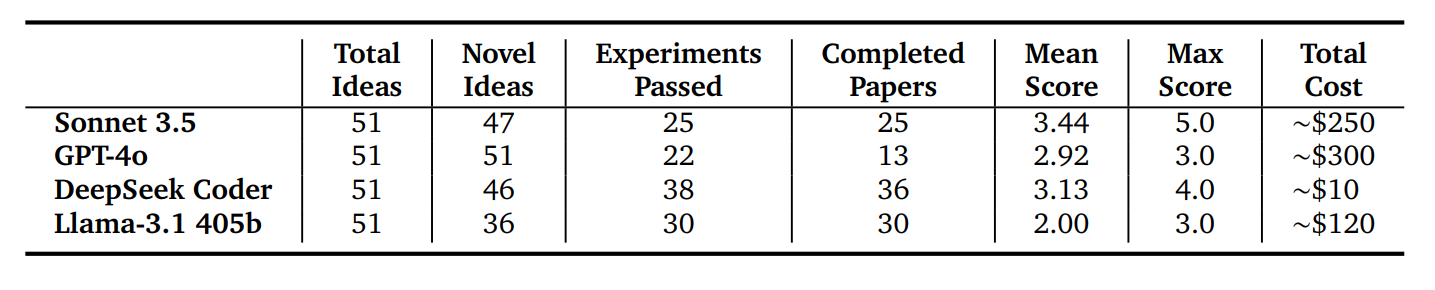 Total Novel Experiments Completed Mean Max Total
Ideas Ideas Passed Papers Score Score Cost
Sonnet 3.5 51 47 25 25 3.44 5.0 ~$250
GPT-4o 51 51 22 13 2.92 3.0 ~$300
DeepSeek Coder 51 46 38 36 3.13 4.0 ~$10
Llama-3.1 405b 51 36 30 30 2.00 3.0 ~$120